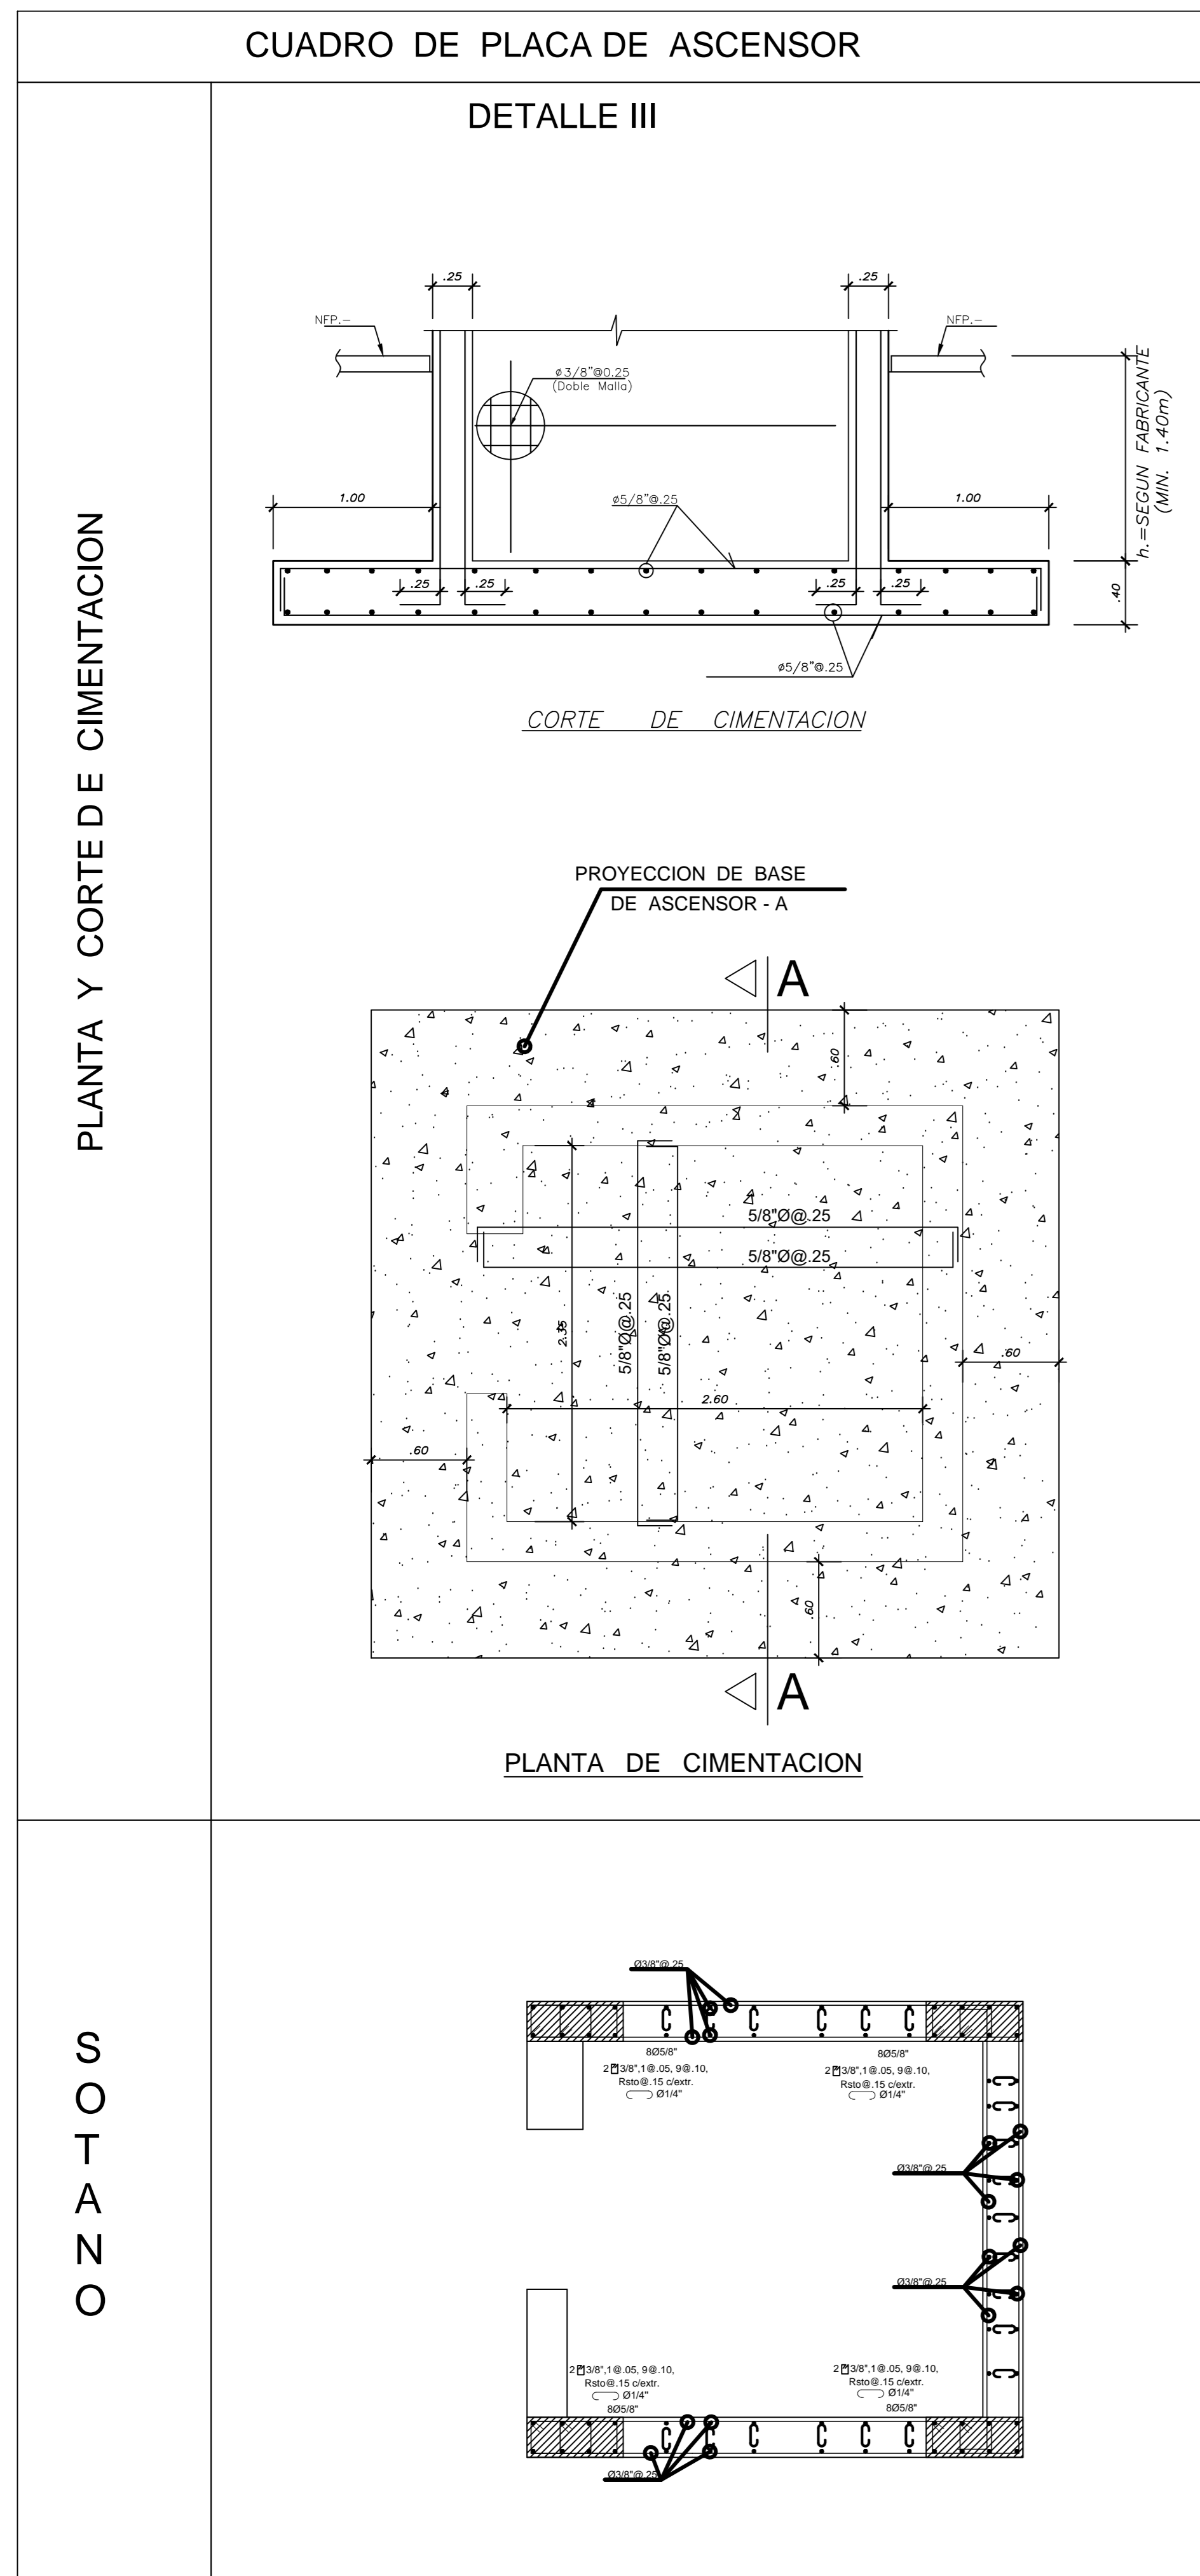 CUADRO DE PLACA DE ASCENSOR
DETALLE III
PLANTA Y CORTE DE CIMENTACION
.25
.25
NFP.-
NFP.-
ø3/8"@0.25
(Doble Malla)
h.=SEGUN FABRICANTE
(MIN. 1.40m)
1.00
ø5/8"@.25
1.00
.25
.25
.25
.25
.40
ø5/8"@.25
CORTE DE CIMENTACION
PROYECCION DE BASE
DE ASCENSOR - A
A
.60
5/8"Ø@.25
5/8"Ø@.25
2.35
5/8"Ø@.25
5/8"Ø@.25
.60
2.60
.60
.60
A
PLANTA DE CIMENTACION
SOTANO
Ø3/8"@.25
8Ø5/8"
2 3/8",1@.05, 9@.10,
Rsto@.15 c/extr.
Ø1/4"
8Ø5/8"
2 3/8",1@.05, 9@.10,
Rsto@.15 c/extr.
Ø1/4"
Ø3/8"@.25
Ø3/8"@.25
2 3/8",1@.05, 9@.10,
Rsto@.15 c/extr.
Ø1/4"
8Ø5/8"
2 3/8",1@.05, 9@.10,
Rsto@.15 c/extr.
Ø1/4"
8Ø5/8"
Ø3/8"@.25